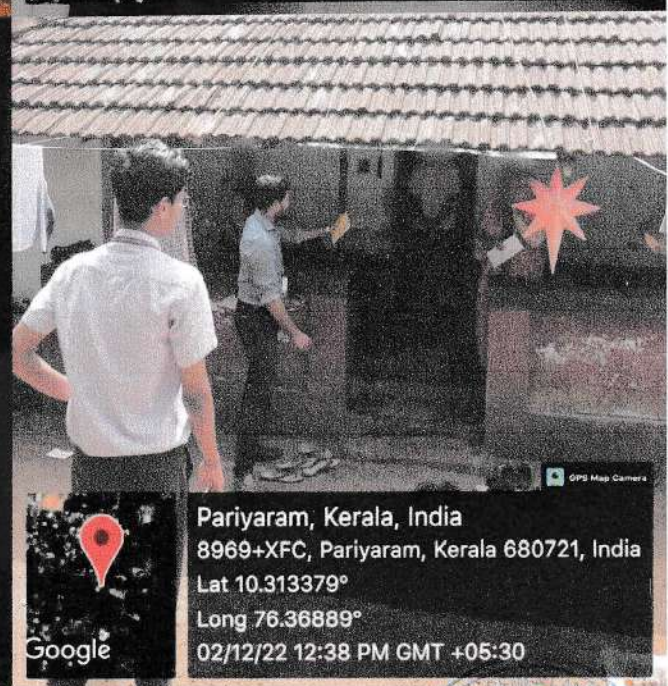 GPS Map Camera
Pariyaram, Kerala, India
8969+XFC, Pariyaram, Kerala 680721, India
Lat 10.313379°
Long 76.36889°
02/12/22 12:38 PM GMT +05:30
Google